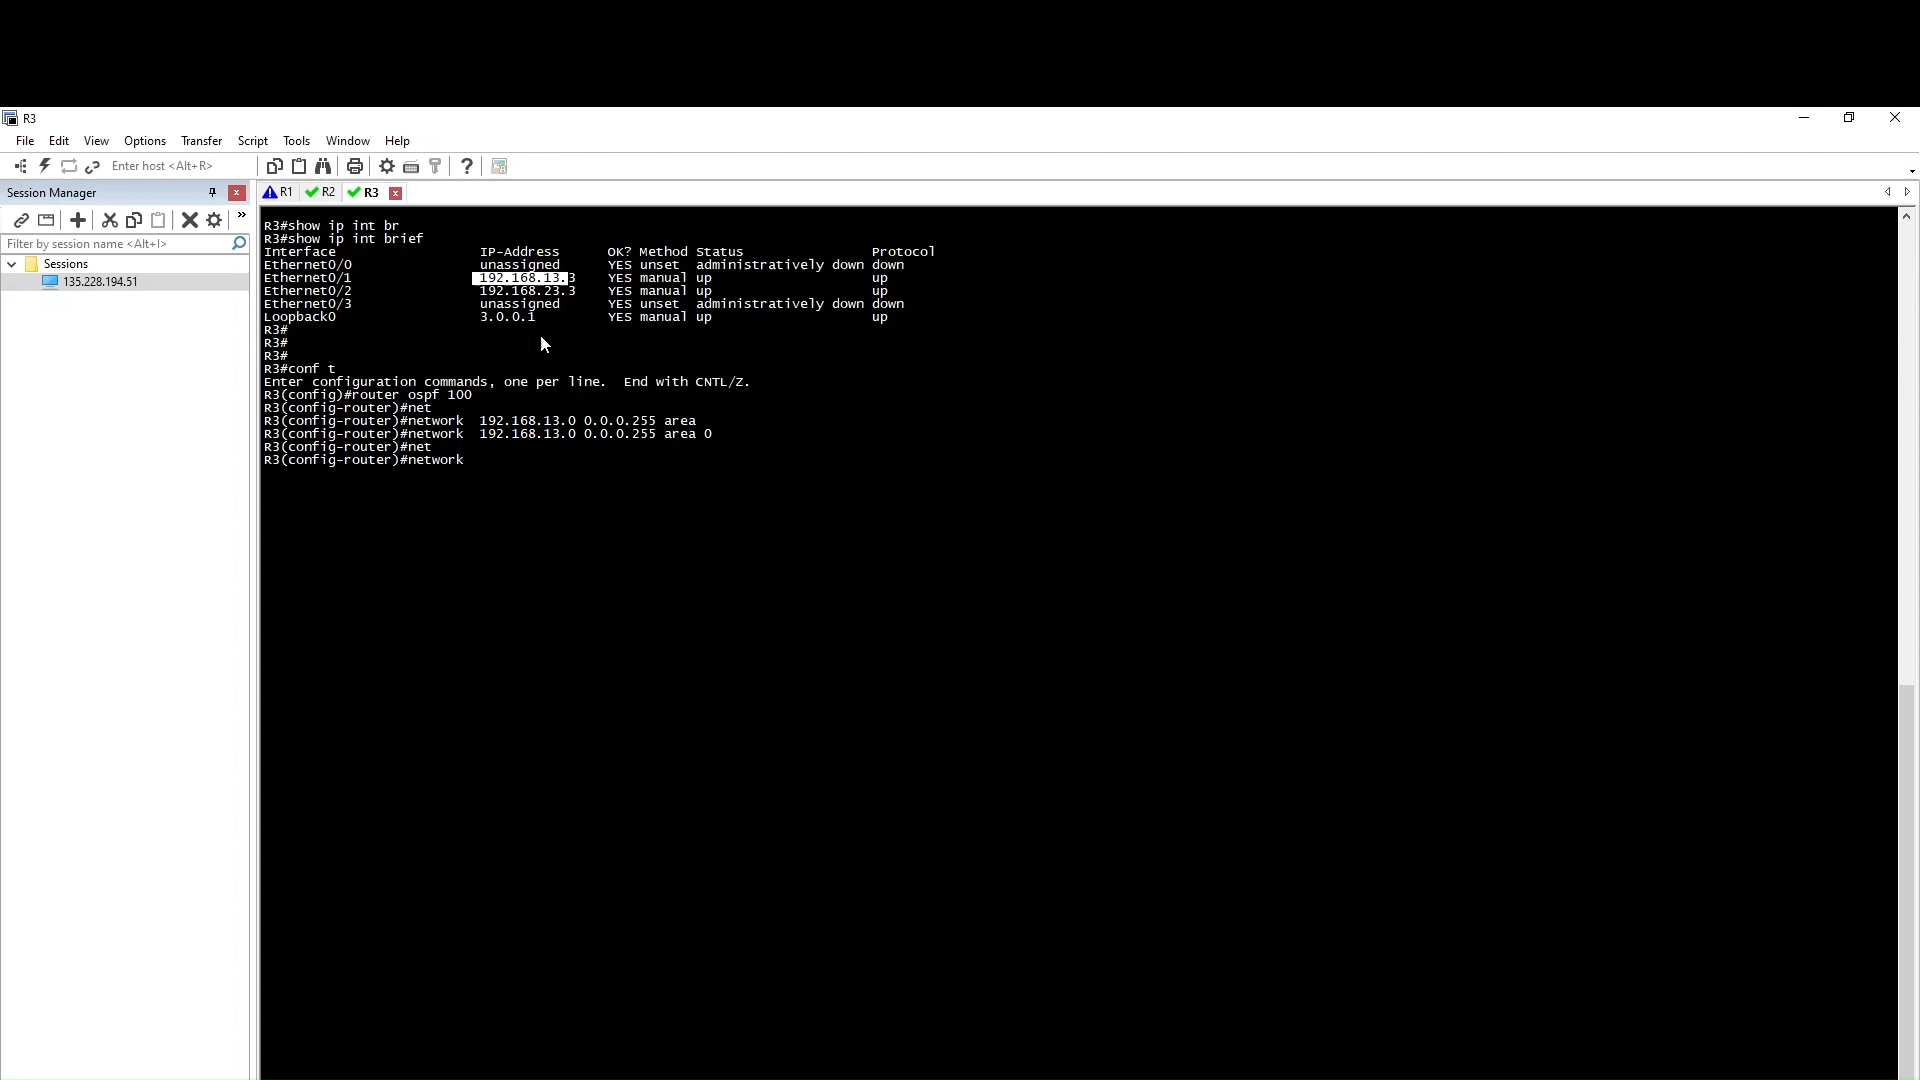 R3
File Edit View Options Transfer Script Tools Window Help
Enter host <Alt+R>
Session Manager
R1 R2 R3
Filter by session name <Alt+I>
Sessions
135.228.194.51
R3#show ip int br
R3#show ip int brief
Interface IP-Address OK? Method Status Protocol
Ethernet0/0 unassigned YES unset administratively down down
Ethernet0/1 192.168.13.3 YES manual up up
Ethernet0/2 192.168.23.3 YES manual up up
Ethernet0/3 unassigned YES unset administratively down down
Loopback0 3.0.0.1 YES manual up up
R3#
R3#
R3#
R3#conf t
Enter configuration commands, one per line. End with CNTL/Z.
R3(config)#router ospf 100
R3(config-router)#net
R3(config-router)#network 192.168.13.0 0.0.0.255 area
R3(config-router)#network 192.168.13.0 0.0.0.255 area 0
R3(config-router)#net
R3(config-router)#network